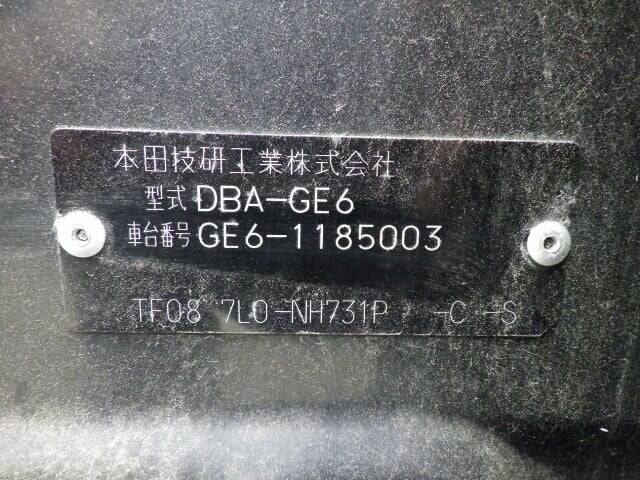 本田技研工業株式会社
型式 DBA-GE6
車台番号 GE6-1185003
TF08 7L0-NH731P -C -S